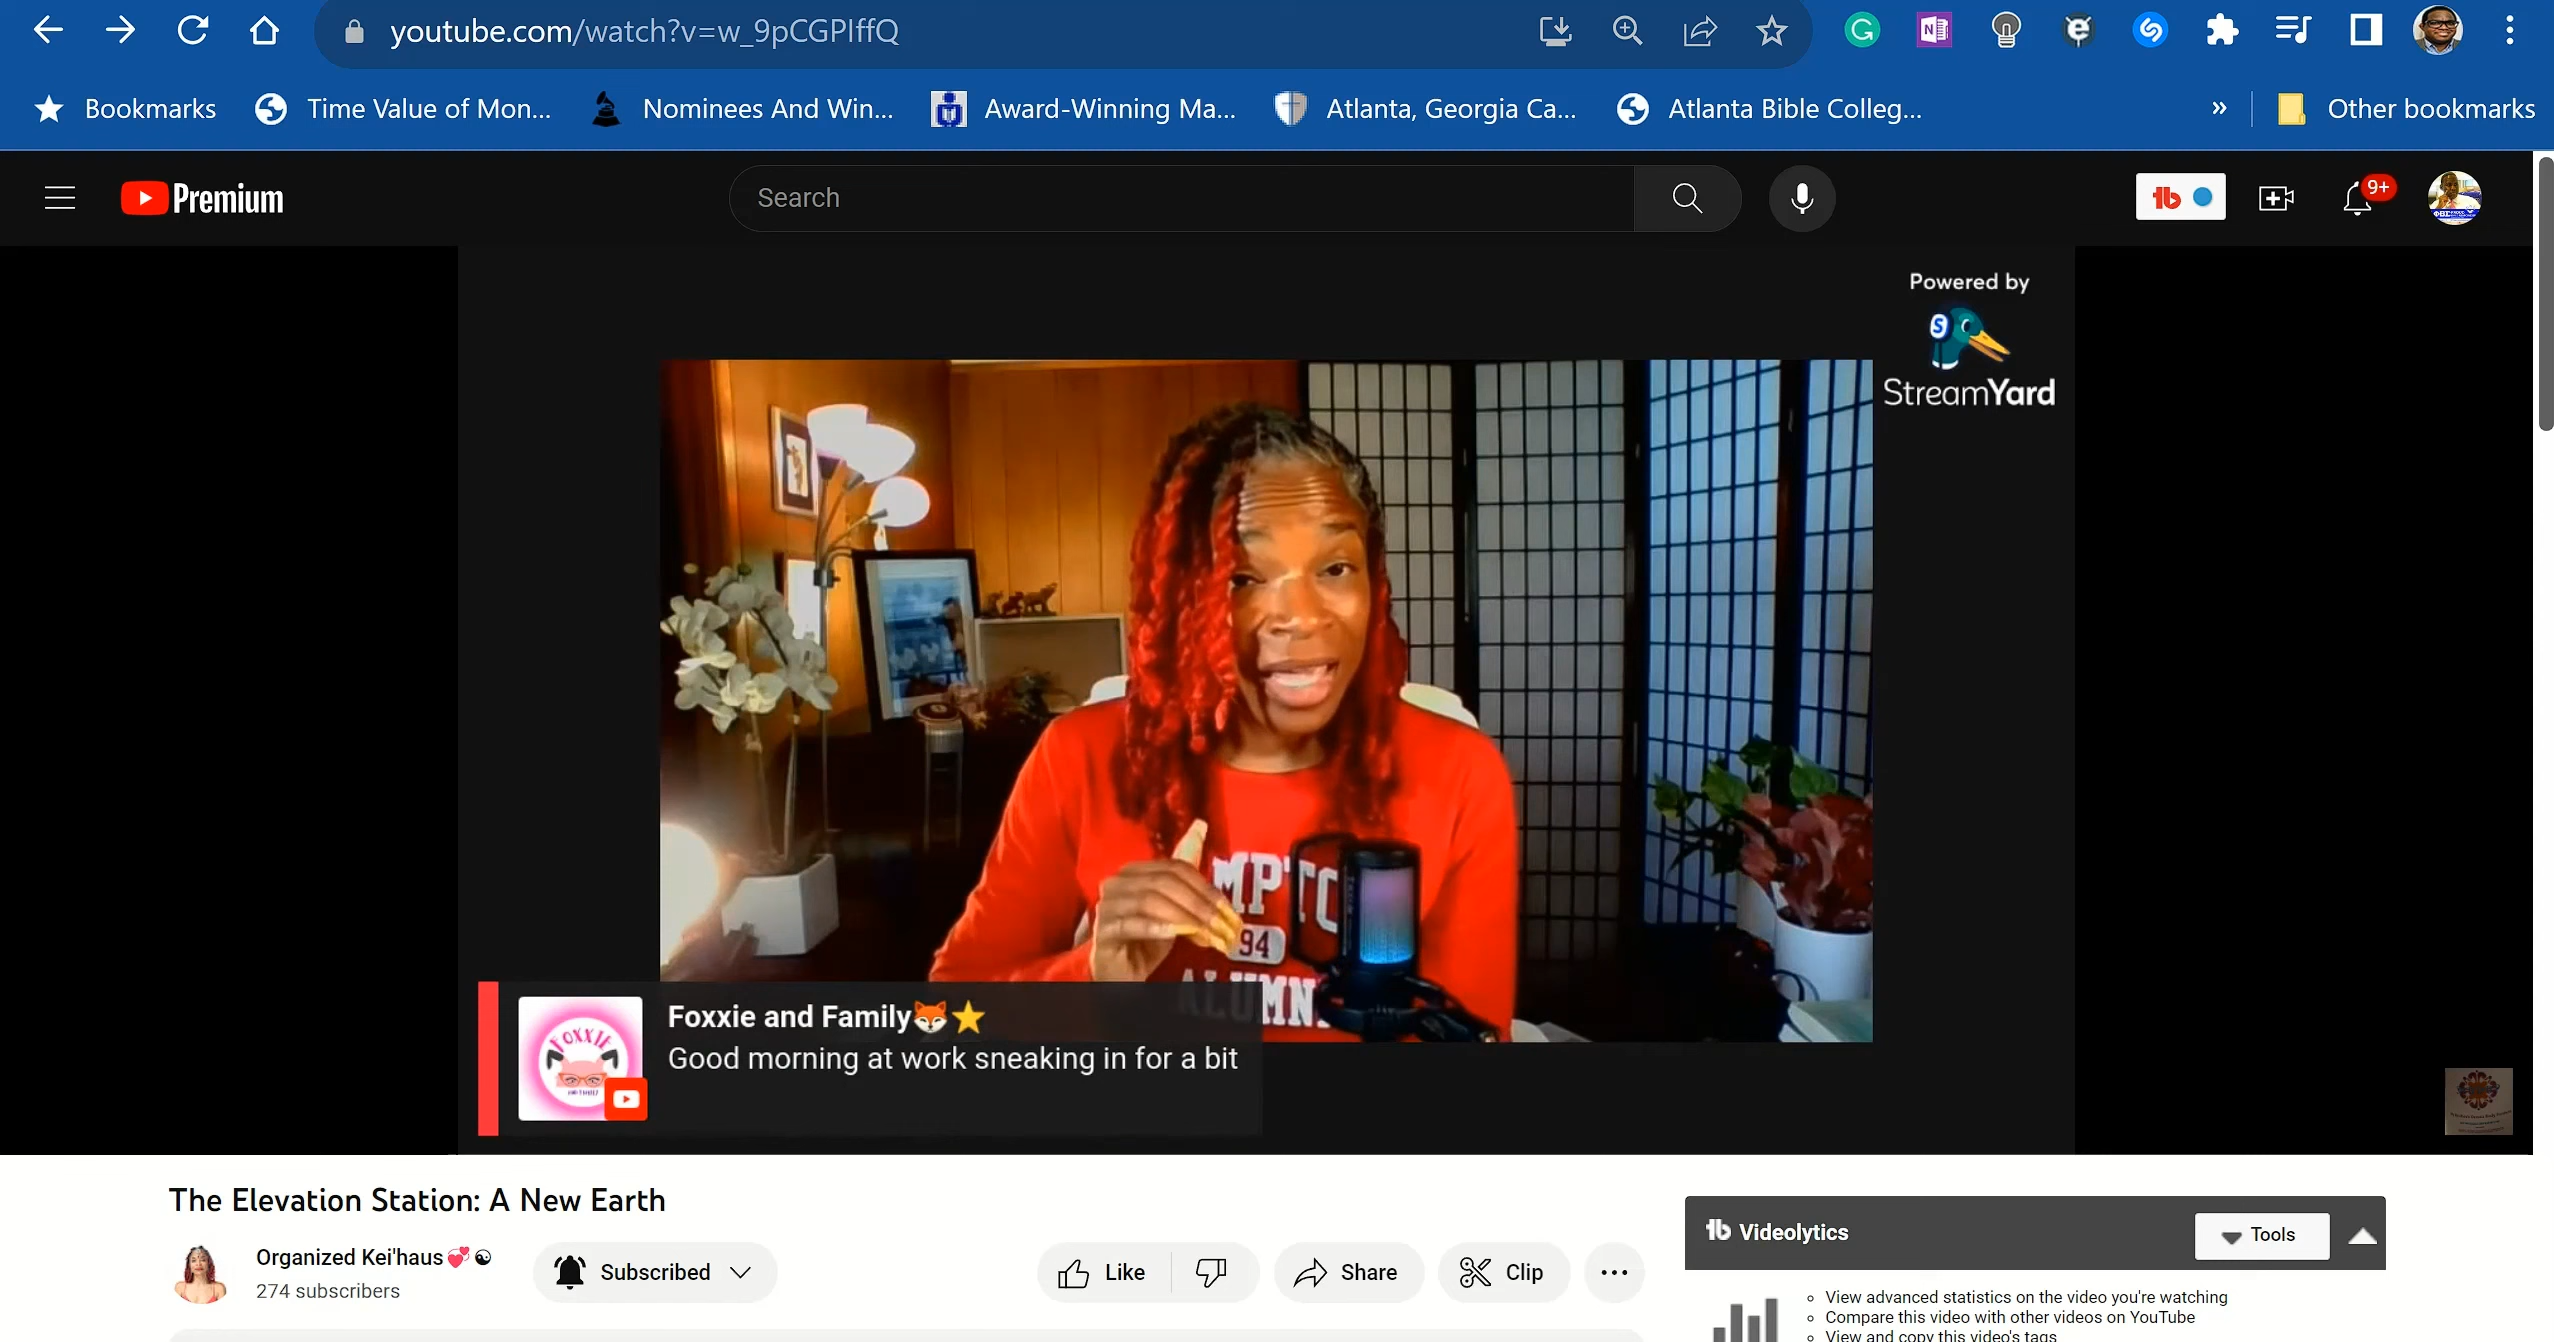 youtube.com/watch?v=w_9pCGPIffQ
Bookmarks
Time Value of Mon...
Nominees And Win...
Award-Winning Ma...
Atlanta, Georgia Ca...
Atlanta Bible Colleg...
»
Other bookmarks
Premium
Search
9+
Powered by
StreamYard
MPTO
94
ALUMN
FOXXIE
Foxxie and Family🦊⭐
Good morning at work sneaking in for a bit
The Elevation Station: A New Earth
Organized Kei'haus💞☯
274 subscribers
Subscribed
Like
Share
Clip
Videolytics
Tools
View advanced statistics on the video you're watching
Compare this video with other videos on YouTube
View and copy this video's tags